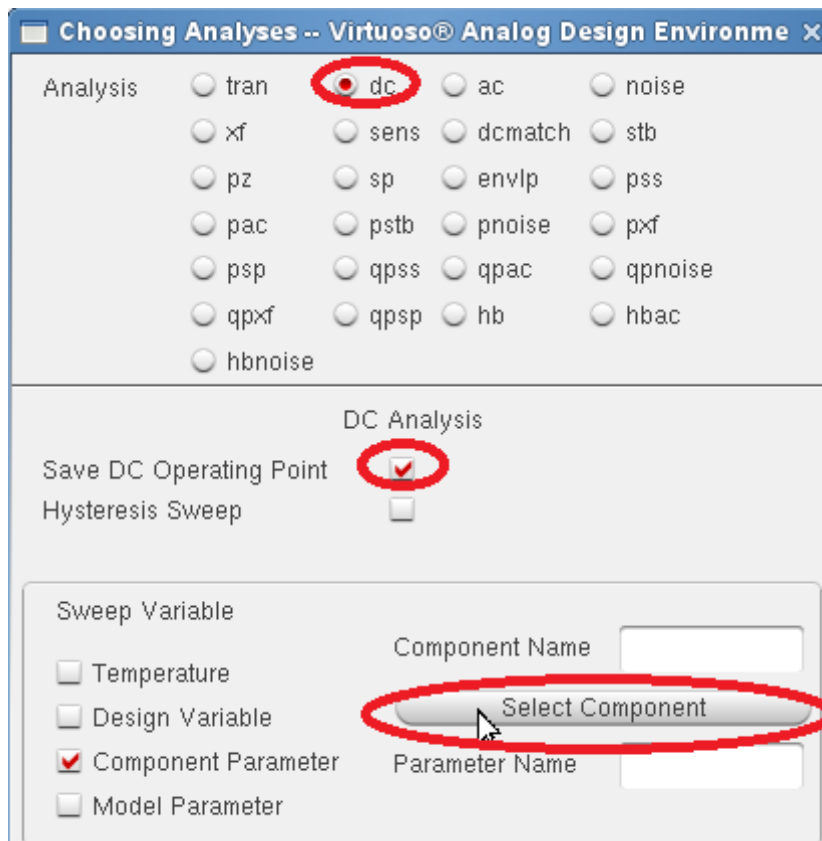 Choosing Analyses -- Virtuoso® Analog Design Environme
Analysis tran dc ac noise
xf sens dcmatch stb
pz sp envlp pss
pac pstb pnoise pxf
psp qpss qpac qpnoise
qpxf qpsp hb hbac
hbnoise
DC Analysis
Save DC Operating Point
Hysteresis Sweep
Sweep Variable
Temperature
Design Variable
Component Parameter
Model Parameter
Component Name
Select Component
Parameter Name